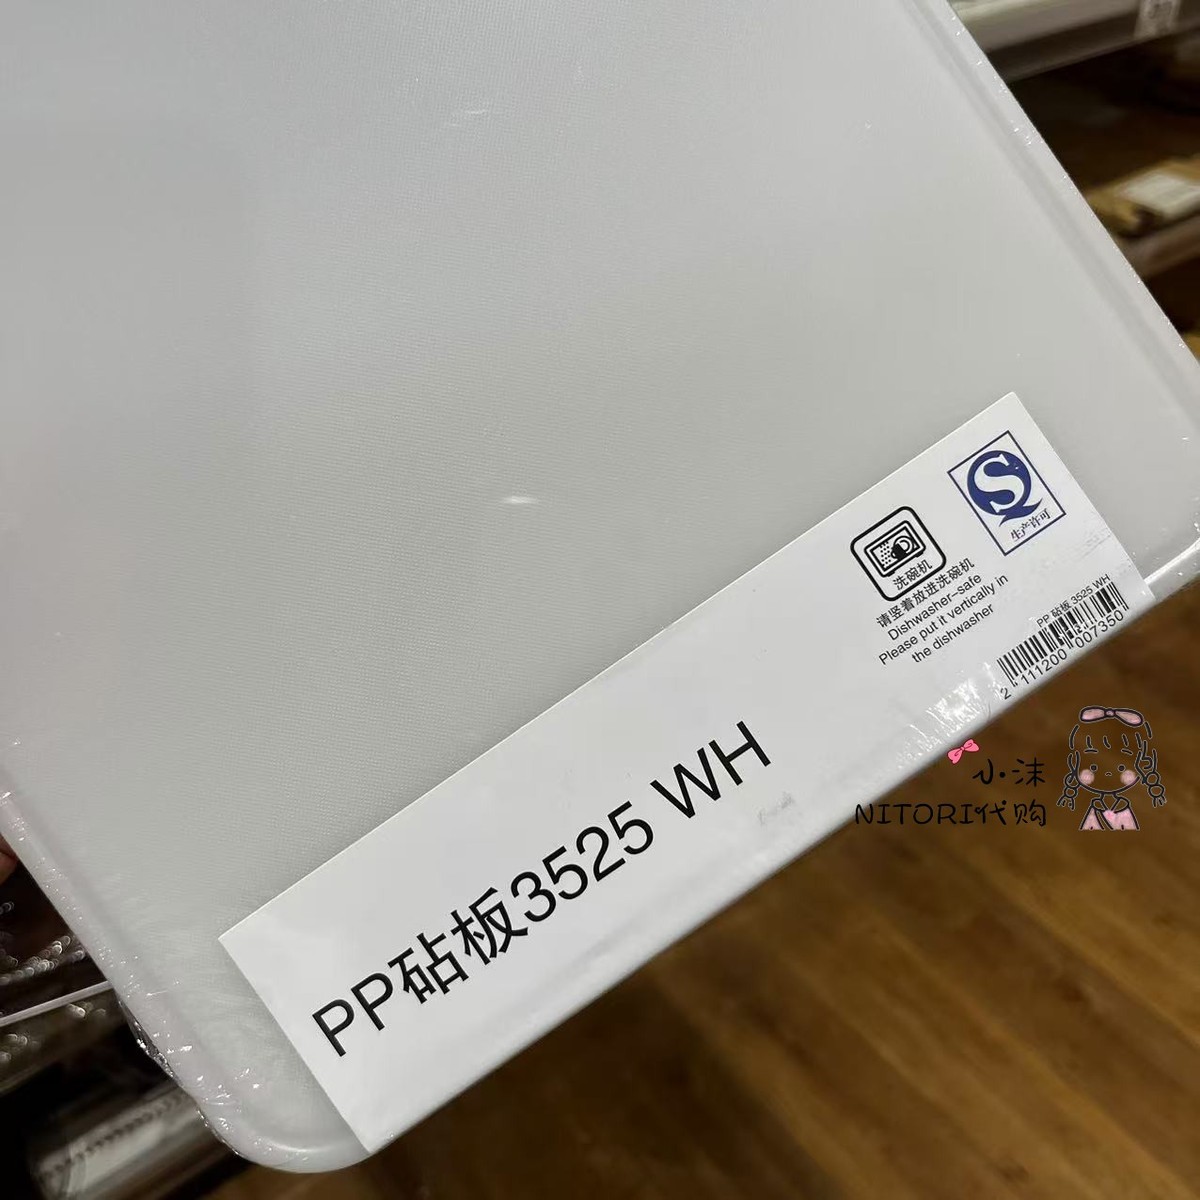 PP砧板3525 WH
洗碗机
请竖着放进洗碗机
Dishwasher-safe
Please put it vertically in
the dishwasher
生产许可
PP 砧板 3525 WH
2 111200 007350
小沫
NITORI代购